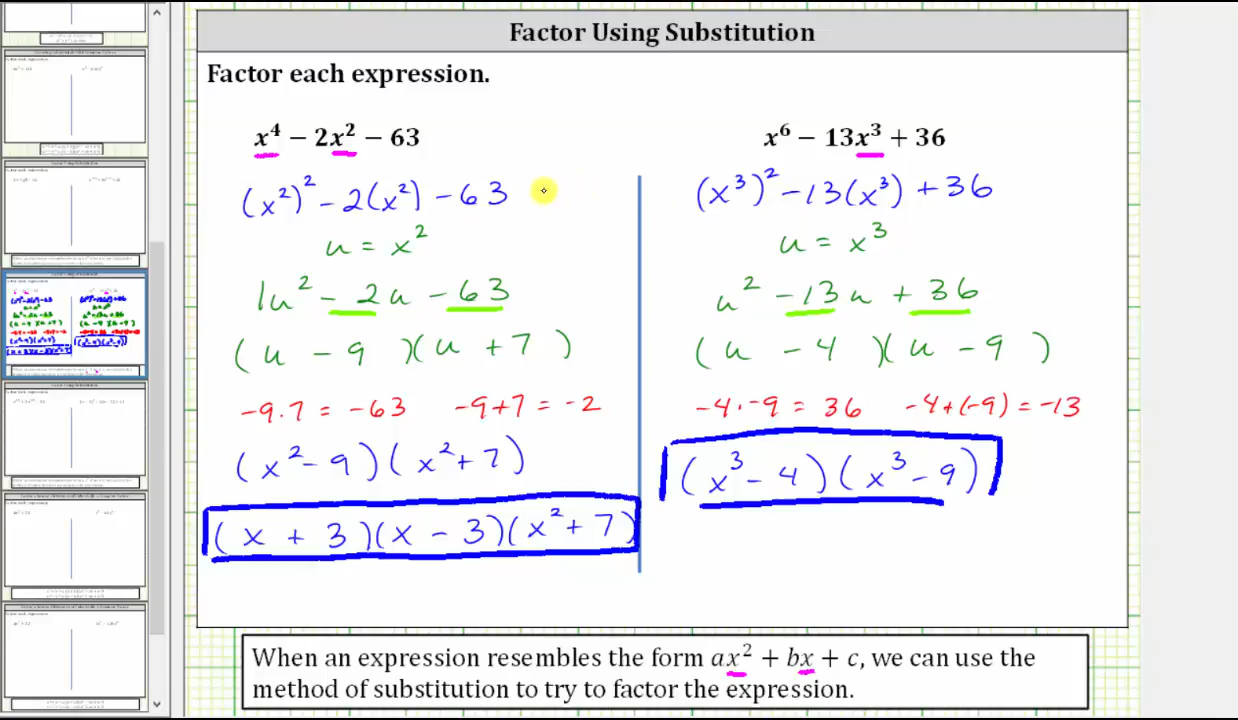 Factor Using Substitution
Factor each expression.
x⁴ − 2x² − 63
(x²)² − 2(x²) − 63
u = x²
1u² − 2u − 63
(u − 9)(u + 7)
-9·7 = -63 -9+7 = -2
(x² − 9)(x² + 7)
(x + 3)(x − 3)(x² + 7)
x⁶ − 13x³ + 36
(x³)² − 13(x³) + 36
u = x³
u² − 13u + 36
(u − 4)(u − 9)
-4·-9 = 36 -4+(-9) = -13
(x³ − 4)(x³ − 9)
When an expression resembles the form ax² + bx + c, we can use the
method of substitution to try to factor the expression.